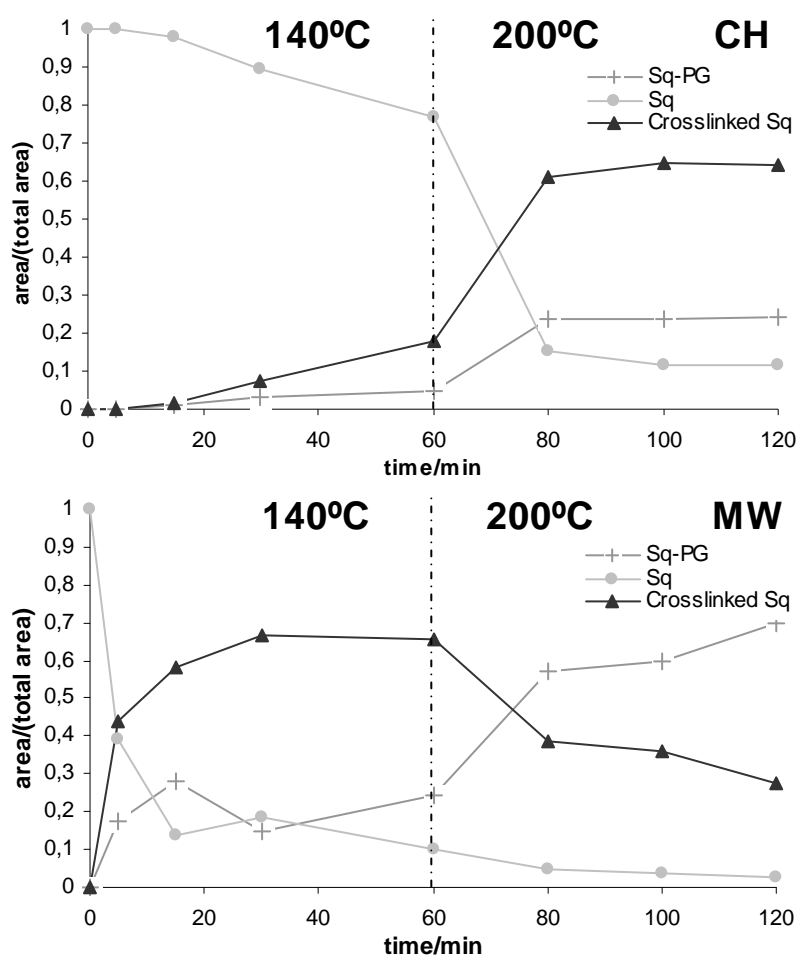 140ºC 200ºC CH
Sq-PG
Sq
Crosslinked Sq
area/(total area)
1
0,9
0,8
0,7
0,6
0,5
0,4
0,3
0,2
0,1
0
0 20 40 60 80 100 120
time/min
140ºC 200ºC MW
Sq-PG
Sq
Crosslinked Sq
area/(total area)
1
0,9
0,8
0,7
0,6
0,5
0,4
0,3
0,2
0,1
0
0 20 40 60 80 100 120
time/min